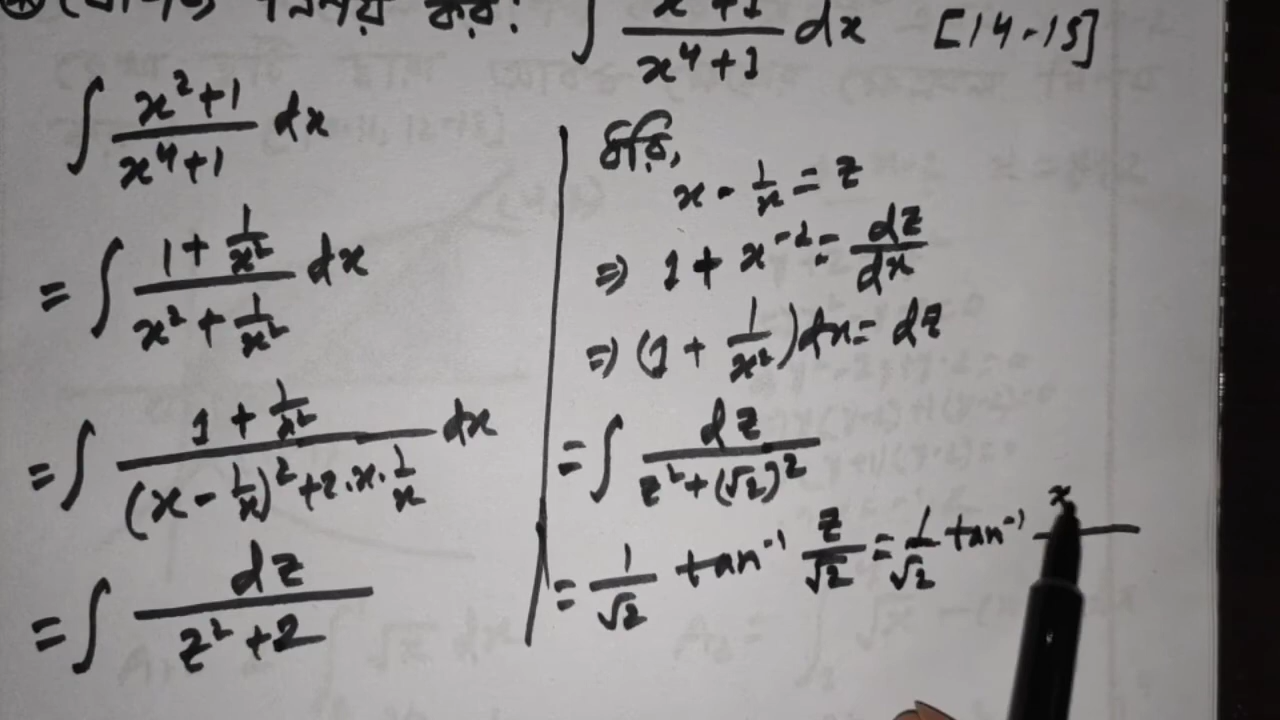 নির্ণয় কর: ∫ x²+1 / x⁴+1 dx [14-15]
∫ x²+1 / x⁴+1 dx
= ∫ 1 + 1/x² / x² + 1/x² dx
= ∫ 1 + 1/x² / (x - 1/x)² + 2.x.1/x dx
= ∫ dz / z² + 2
ধরি,
x - 1/x = z
⇒ 1 + x⁻² = dz/dx
⇒ (1 + 1/x²) dx = dz
= ∫ dz / z² + (√2)²
= 1/√2 tan⁻¹ z/√2 = 1/√2 tan⁻¹ x